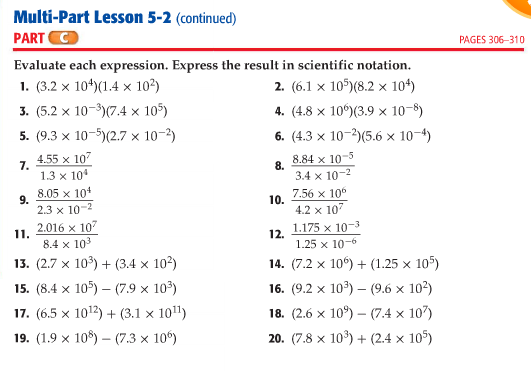 Multi-Part Lesson 5-2 (continued)
PART C PAGES 306–310
Evaluate each expression. Express the result in scientific notation.
1. (3.2 × 10⁴)(1.4 × 10²) 2. (6.1 × 10⁵)(8.2 × 10⁴)
3. (5.2 × 10⁻³)(7.4 × 10⁵) 4. (4.8 × 10⁶)(3.9 × 10⁻⁸)
5. (9.3 × 10⁻⁵)(2.7 × 10⁻²) 6. (4.3 × 10⁻²)(5.6 × 10⁻⁴)
7. 4.55 × 10⁷ / 1.3 × 10⁴ 8. 8.84 × 10⁻⁵ / 3.4 × 10⁻²
9. 8.05 × 10⁴ / 2.3 × 10⁻² 10. 7.56 × 10⁶ / 4.2 × 10⁷
11. 2.016 × 10⁷ / 8.4 × 10³ 12. 1.175 × 10⁻³ / 1.25 × 10⁻⁶
13. (2.7 × 10³) + (3.4 × 10²) 14. (7.2 × 10⁶) + (1.25 × 10⁵)
15. (8.4 × 10⁵) – (7.9 × 10³) 16. (9.2 × 10³) – (9.6 × 10²)
17. (6.5 × 10¹²) + (3.1 × 10¹¹) 18. (2.6 × 10⁹) – (7.4 × 10⁷)
19. (1.9 × 10⁸) – (7.3 × 10⁶) 20. (7.8 × 10³) + (2.4 × 10⁵)